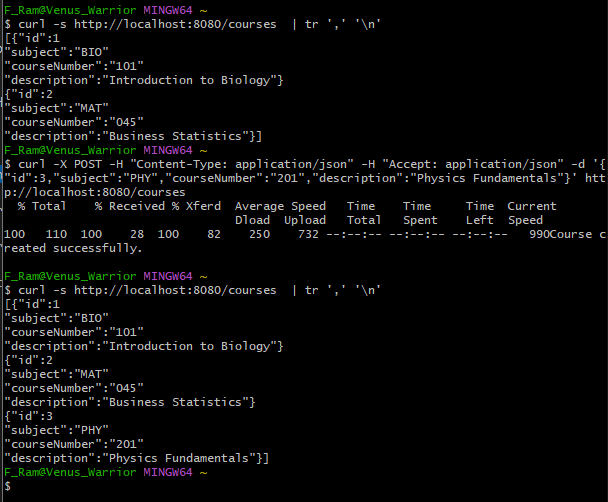 F_Ram@Venus_Warrior MINGW64 ~
$ curl -s http://localhost:8080/courses  | tr ',' '\n'
[{"id":1
"subject":"BIO"
"courseNumber":"101"
"description":"Introduction to Biology"}
{"id":2
"subject":"MAT"
"courseNumber":"045"
"description":"Business Statistics"}]
F_Ram@Venus_Warrior MINGW64 ~
$ curl -X POST -H "Content-Type: application/json" -H "Accept: application/json" -d '{
"id":3,"subject":"PHY","courseNumber":"201","description":"Physics Fundamentals"}' htt
p://localhost:8080/courses
  % Total    % Received % Xferd  Average Speed   Time    Time     Time  Current
                                 Dload  Upload   Total   Spent    Left  Speed
100   110  100    28  100    82    250    732 --:--:-- --:--:-- --:--:--   990Course c
reated successfully.
F_Ram@Venus_Warrior MINGW64 ~
$ curl -s http://localhost:8080/courses  | tr ',' '\n'
[{"id":1
"subject":"BIO"
"courseNumber":"101"
"description":"Introduction to Biology"}
{"id":2
"subject":"MAT"
"courseNumber":"045"
"description":"Business Statistics"}
{"id":3
"subject":"PHY"
"courseNumber":"201"
"description":"Physics Fundamentals"}]
F_Ram@Venus_Warrior MINGW64 ~
$